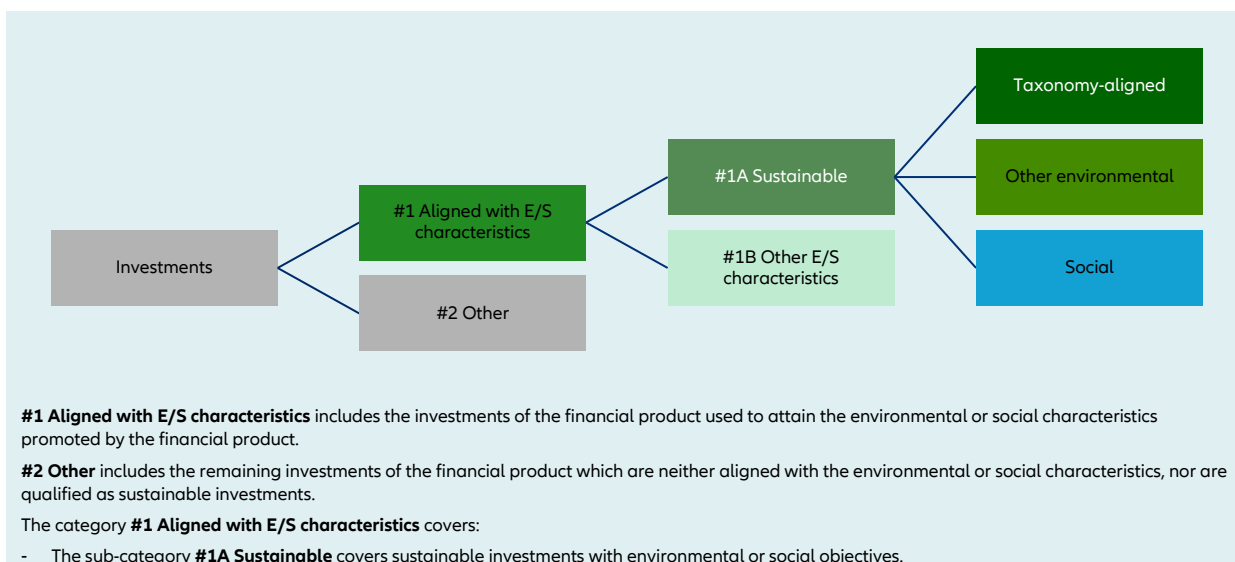 Taxonomy-aligned
#1A Sustainable
Other environmental
#1 Aligned with E/S
characteristics
Investments
#1B Other E/S
characteristics
Social
#2 Other
#1 Aligned with E/S characteristics includes the investments of the financial product used to attain the environmental or social characteristics
promoted by the financial product.
#2 Other includes the remaining investments of the financial product which are neither aligned with the environmental or social characteristics, nor are
qualified as sustainable investments.
The category #1 Aligned with E/S characteristics covers:
- The sub-category #1A Sustainable covers sustainable investments with environmental or social objectives.